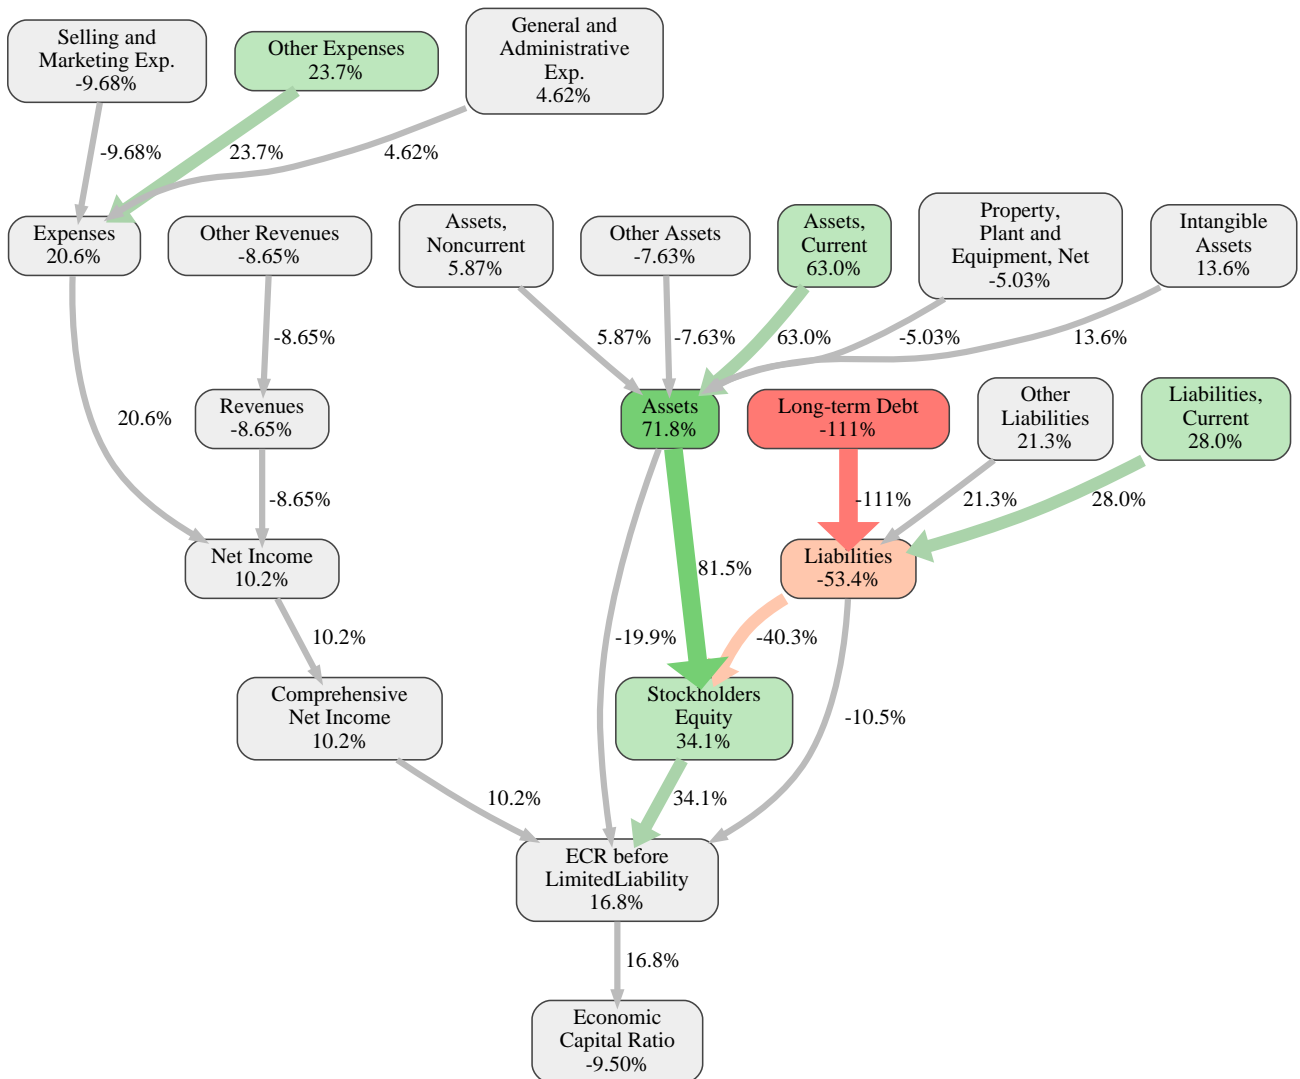 Selling and
Marketing Exp.
-9.68%
Other Expenses
23.7%
General and
Administrative
Exp.
4.62%
-9.68%
23.7%
4.62%
Expenses
20.6%
Other Revenues
-8.65%
Assets,
Noncurrent
5.87%
Other Assets
-7.63%
Assets,
Current
63.0%
Property,
Plant and
Equipment, Net
-5.03%
Intangible
Assets
13.6%
-8.65%
5.87%
-7.63%
63.0%
-5.03%
13.6%
20.6%
Revenues
-8.65%
Assets
71.8%
Long-term Debt
-111%
Other
Liabilities
21.3%
Liabilities,
Current
28.0%
-8.65%
-111%
21.3%
28.0%
Net Income
10.2%
81.5%
Liabilities
-53.4%
10.2%
-19.9%
-40.3%
Comprehensive
Net Income
10.2%
Stockholders
Equity
34.1%
-10.5%
10.2%
34.1%
ECR before
LimitedLiability
16.8%
16.8%
Economic
Capital Ratio
-9.50%